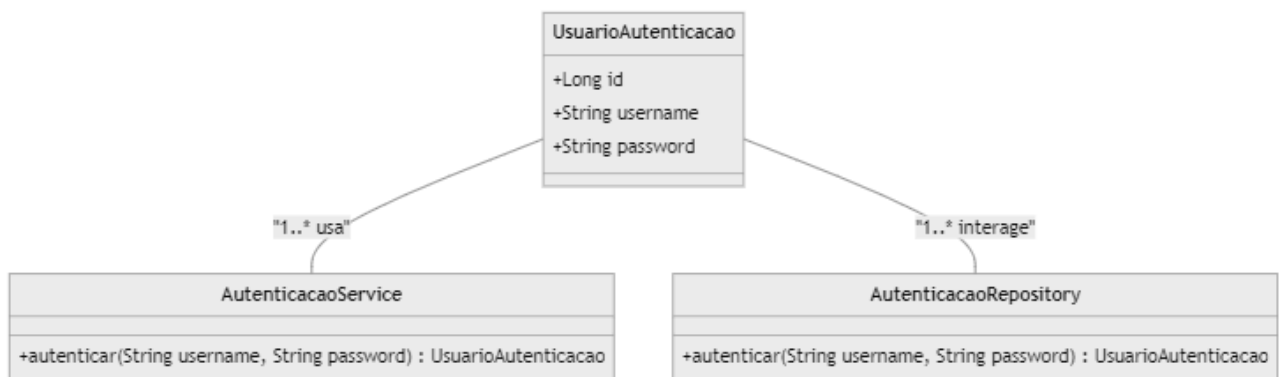 UsuarioAutenticacao
+Long id
+String username
+String password
"1..* usa"
"1..* interage"
AutenticacaoService
+autenticar(String username, String password) : UsuarioAutenticacao
AutenticacaoRepository
+autenticar(String username, String password) : UsuarioAutenticacao